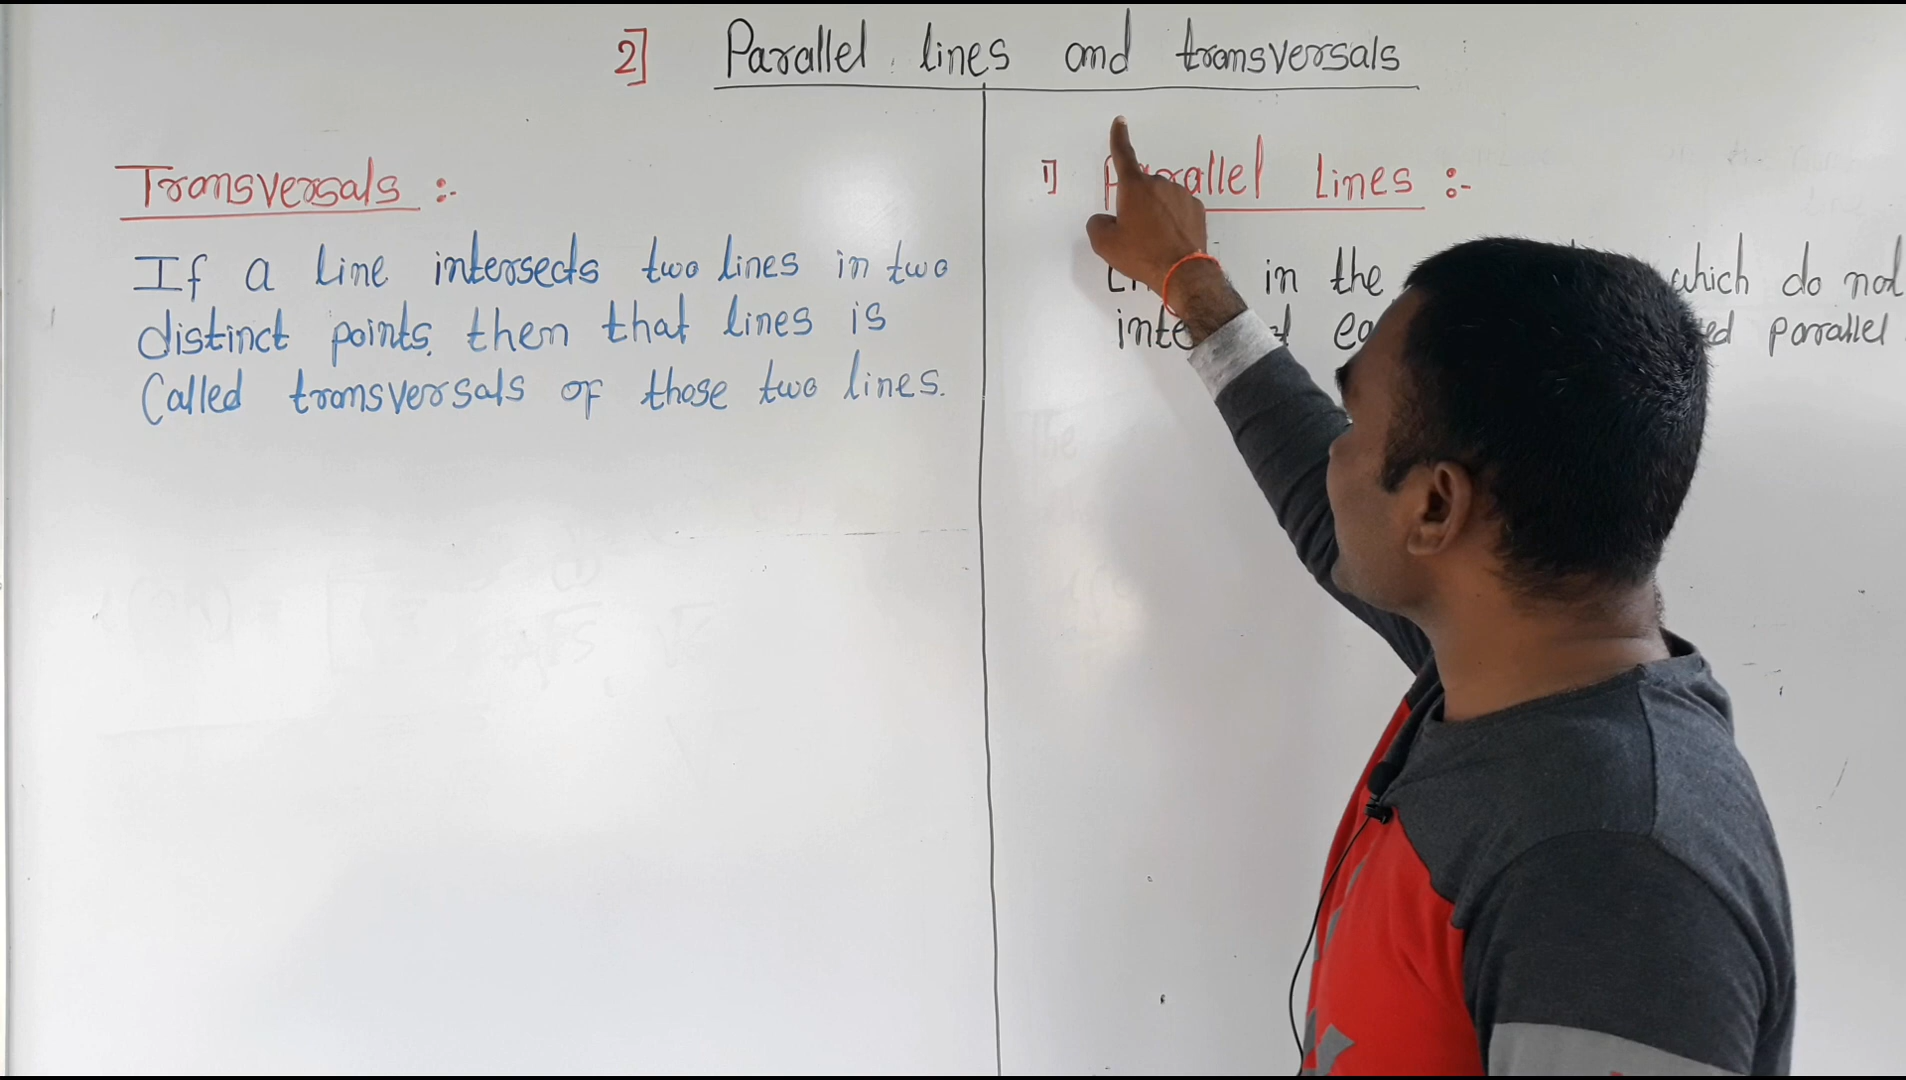 2] Parallel lines and transversals
Transversals :-
If a line intersects two lines in two
distinct points, then that lines is
Called transversals of those two lines.
1] Parallel Lines :-
in the which do not
parallel